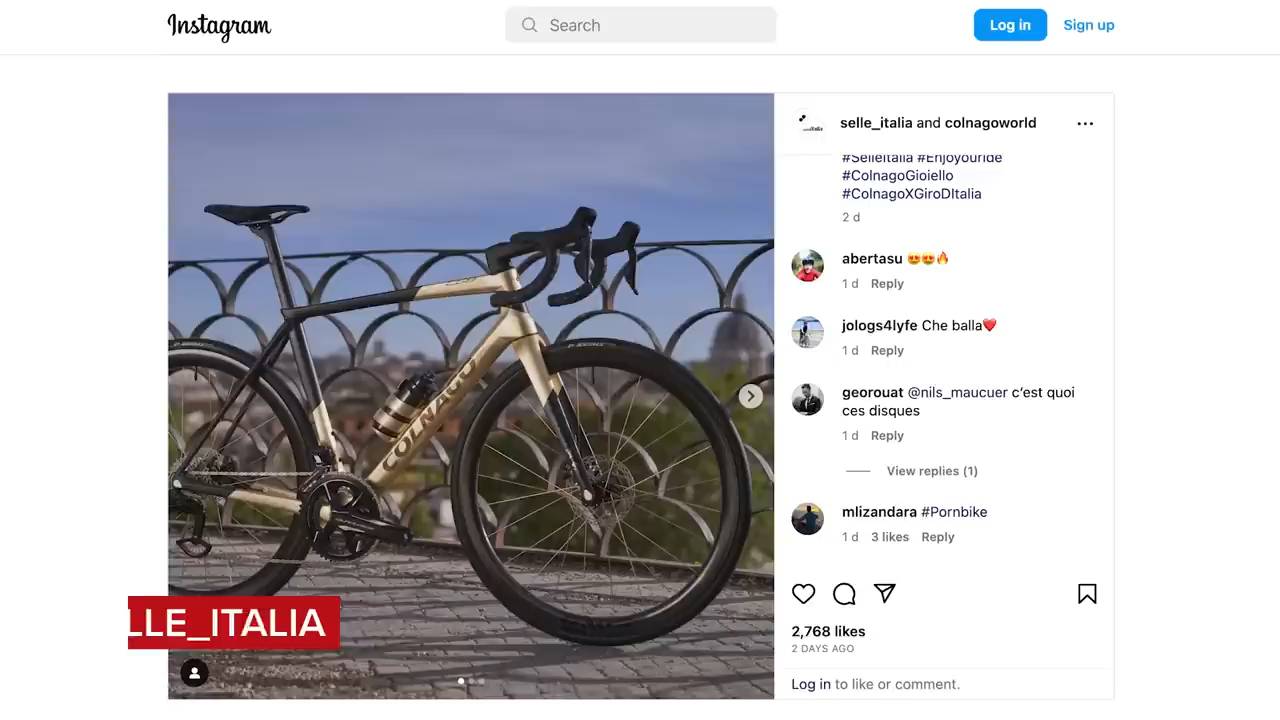 Instagram
Search
Log in
Sign up
selle_italia and colnagoworld
#SelleItalia #Enjoyourride
#ColnagoGioiello
#ColnagoXGiroDItalia
2 d
abertasu 😍😍🔥
1 d Reply
jologs4lyfe Che balla❤️
1 d Reply
georouat @nils_maucuer c’est quoi
ces disques
1 d Reply
View replies (1)
mlizandara #Pornbike
1 d 3 likes Reply
COLNAGO
LLE_ITALIA
2,768 likes
2 DAYS AGO
Log in to like or comment.